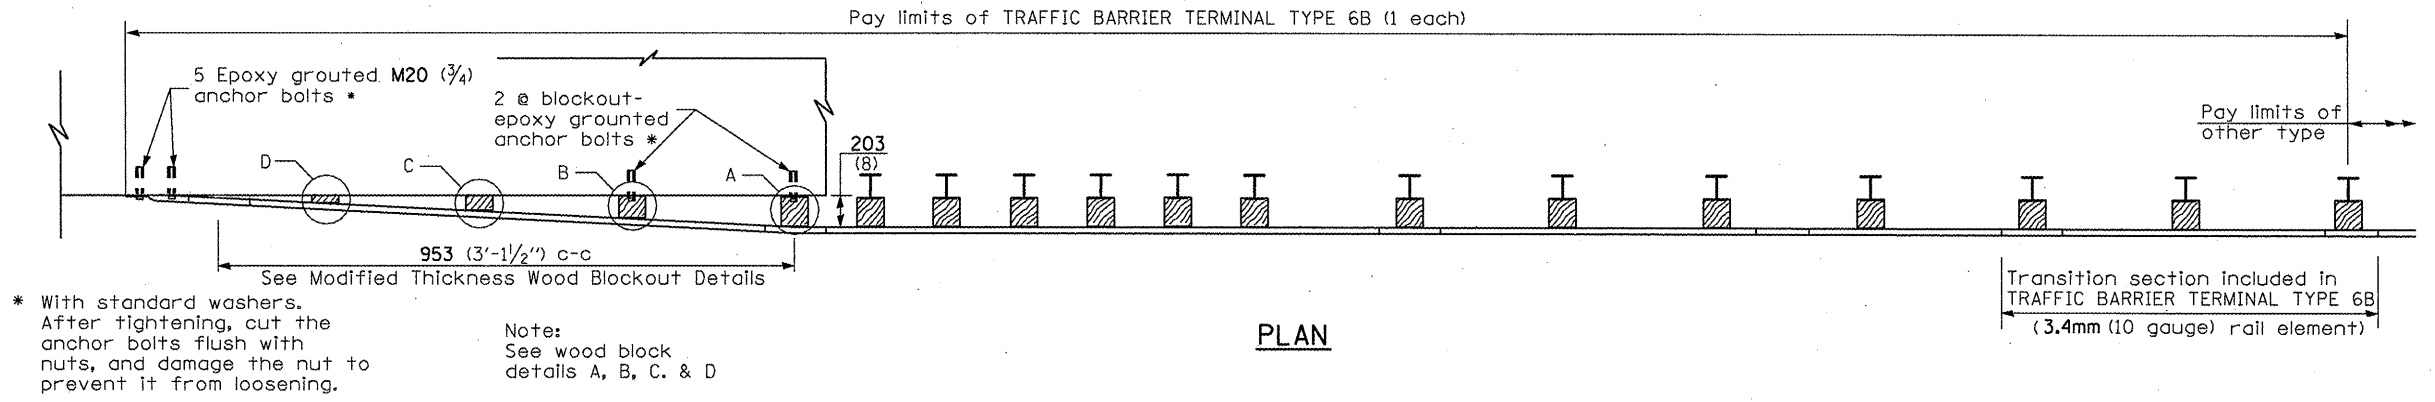 Pay limits of TRAFFIC BARRIER TERMINAL TYPE 6B (1 each)
5 Epoxy grouted M20 (3/4)
anchor bolts *
2 @ blockout-
epoxy grounted
anchor bolts *
203
(8)
Pay limits of
other type
D
C
B
A
953 (3'-1 1/2") c-c
See Modified Thickness Wood Blockout Details
* With standard washers.
After tightening, cut the
anchor bolts flush with
nuts, and damage the nut to
prevent it from loosening.
Note:
See wood block
details A, B, C. & D
PLAN
Transition section included in
TRAFFIC BARRIER TERMINAL TYPE 6B
(3.4mm (10 gauge) rail element)